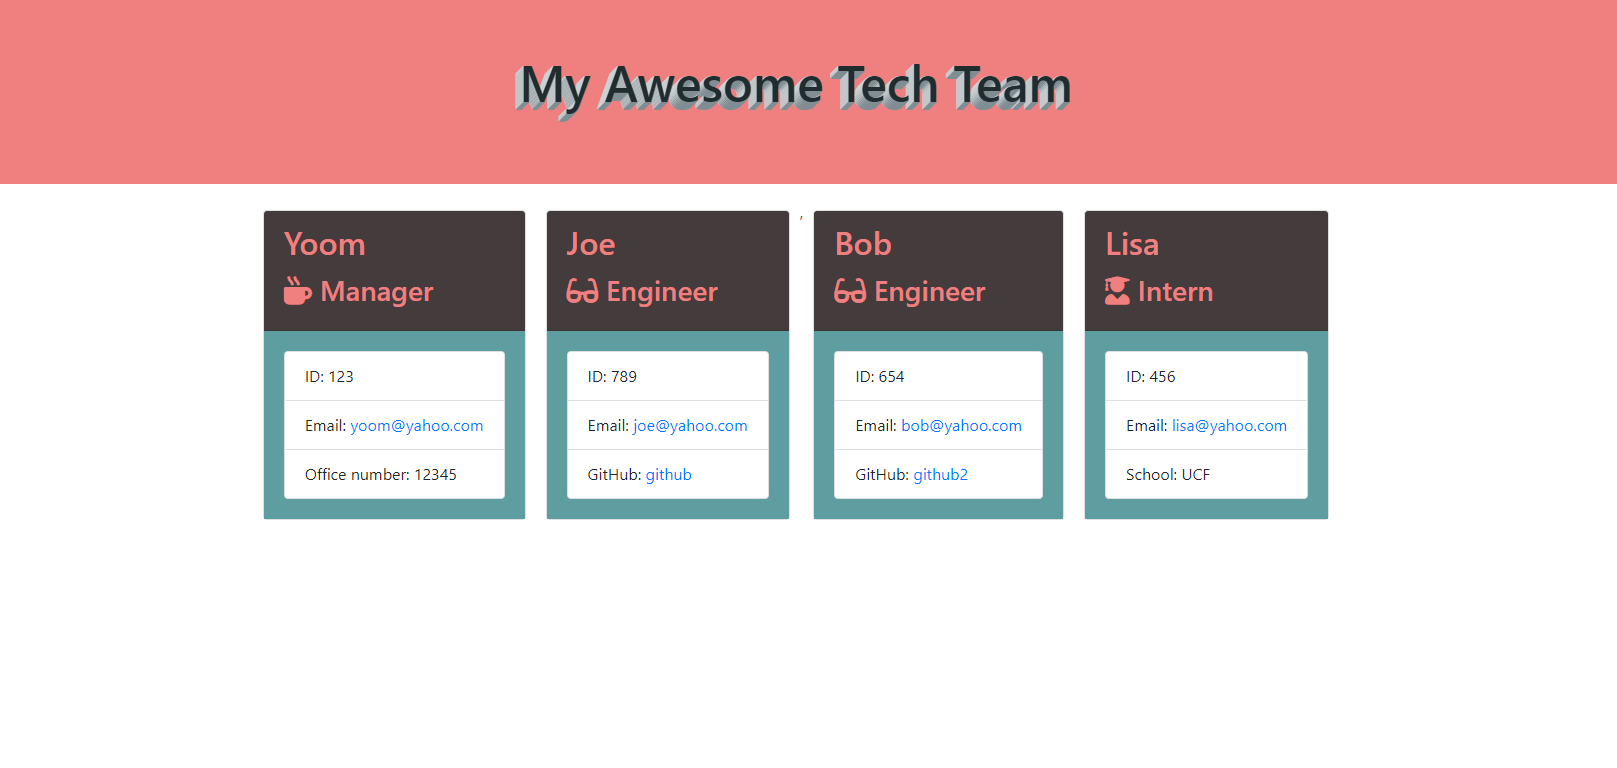 My Awesome Tech Team
Yoom
Manager
ID: 123
Email: yoom@yahoo.com
Office number: 12345
Joe
Engineer
ID: 789
Email: joe@yahoo.com
GitHub: github
,
Bob
Engineer
ID: 654
Email: bob@yahoo.com
GitHub: github2
Lisa
Intern
ID: 456
Email: lisa@yahoo.com
School: UCF